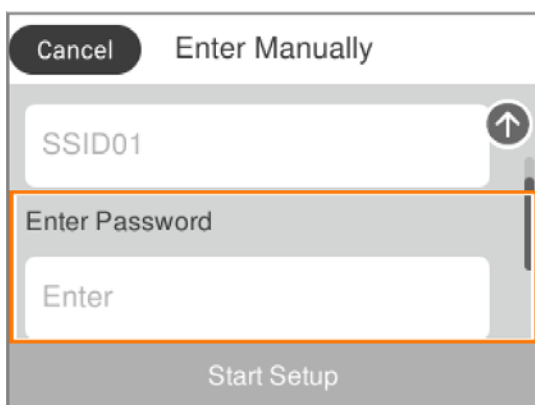 Cancel Enter Manually
SSID01
Enter Password
Enter
Start Setup